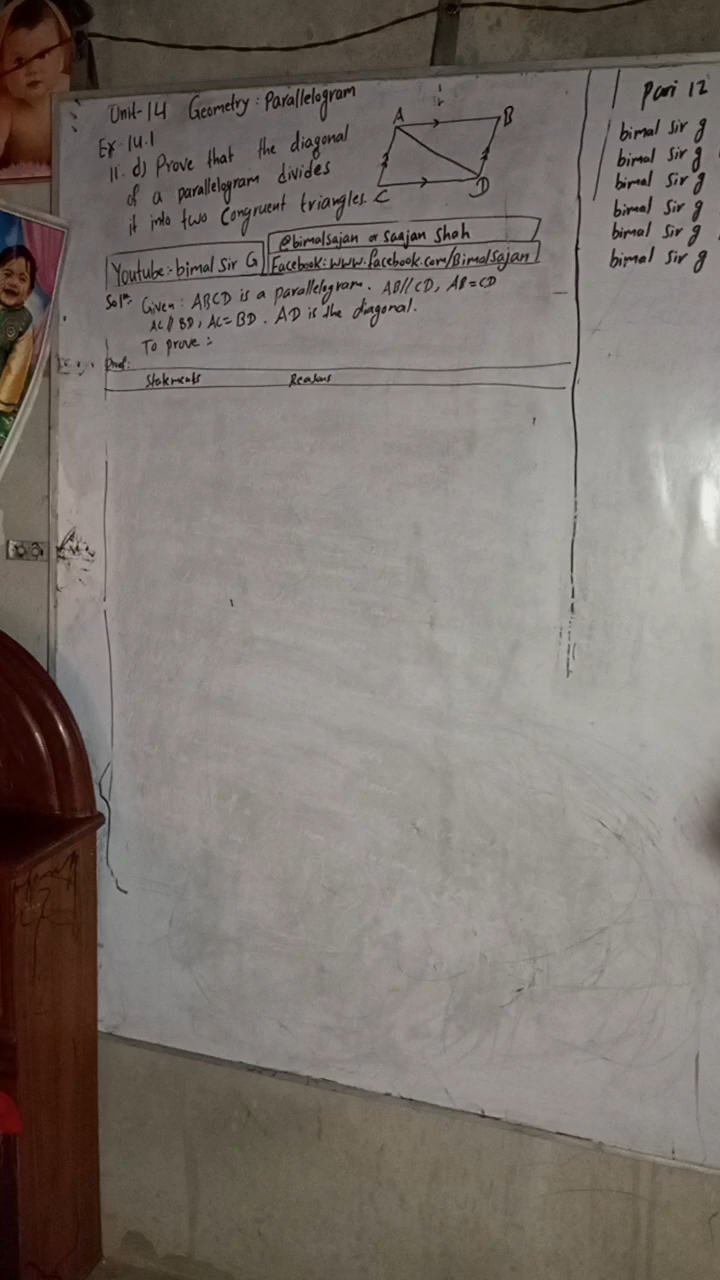 Unit-14 Geometry: Parallelogram
Ex-14.1
11. d) Prove that the diagonal
of a parallelogram divides
it into two congruent triangles.
A
B
C
D
@bimalsajan or Saajan Shah
Youtube:- bimal Sir G
Facebook: www.facebook.com/Bimalsajan
Solⁿ: Given: ABCD is a parallelogram. AB//CD, AB=CD
AC//BD, AC=BD. AD is the diagonal.
To prove:
Proof:
Statements Reasons
Pari 12
bimal Sir g
bimal Sir g
bimal Sir g
bimal Sir g
bimal Sir g
bimal Sir g